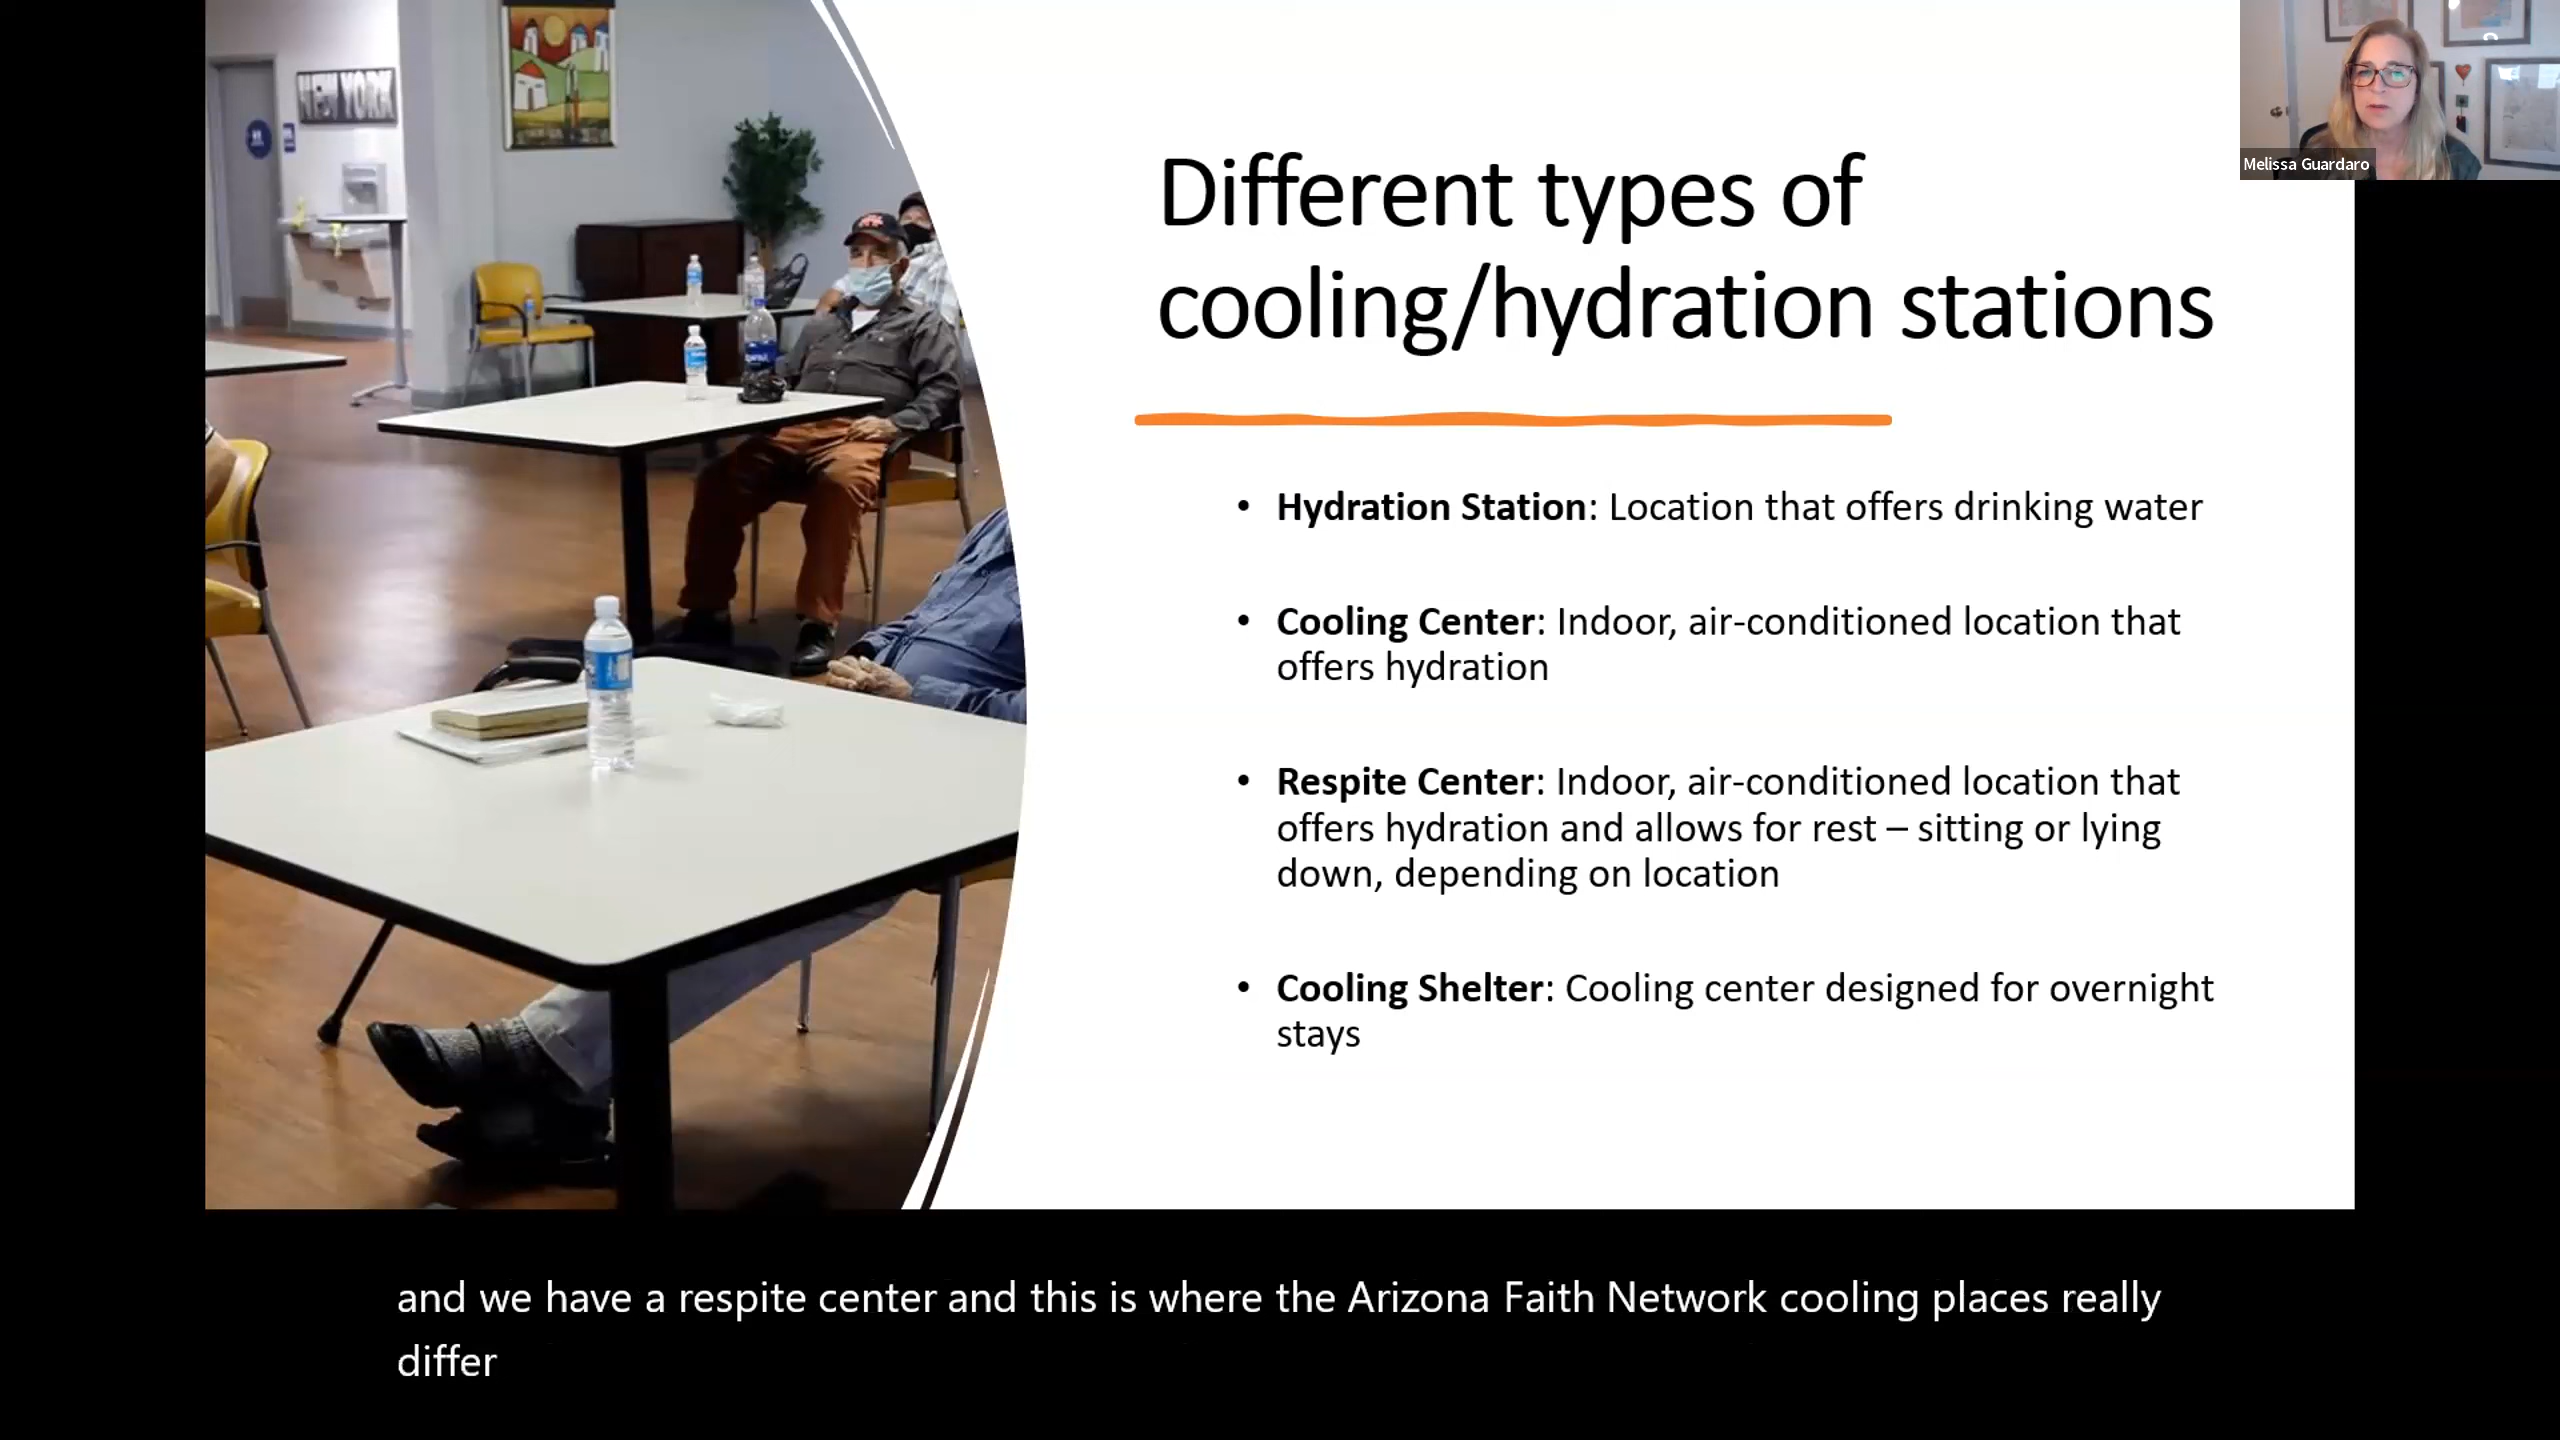 NEW YORK
Melissa Guardaro
Different types of
cooling/hydration stations
• Hydration Station: Location that offers drinking water
• Cooling Center: Indoor, air-conditioned location that
offers hydration
• Respite Center: Indoor, air-conditioned location that
offers hydration and allows for rest – sitting or lying
down, depending on location
• Cooling Shelter: Cooling center designed for overnight
stays
and we have a respite center and this is where the Arizona Faith Network cooling places really
differ